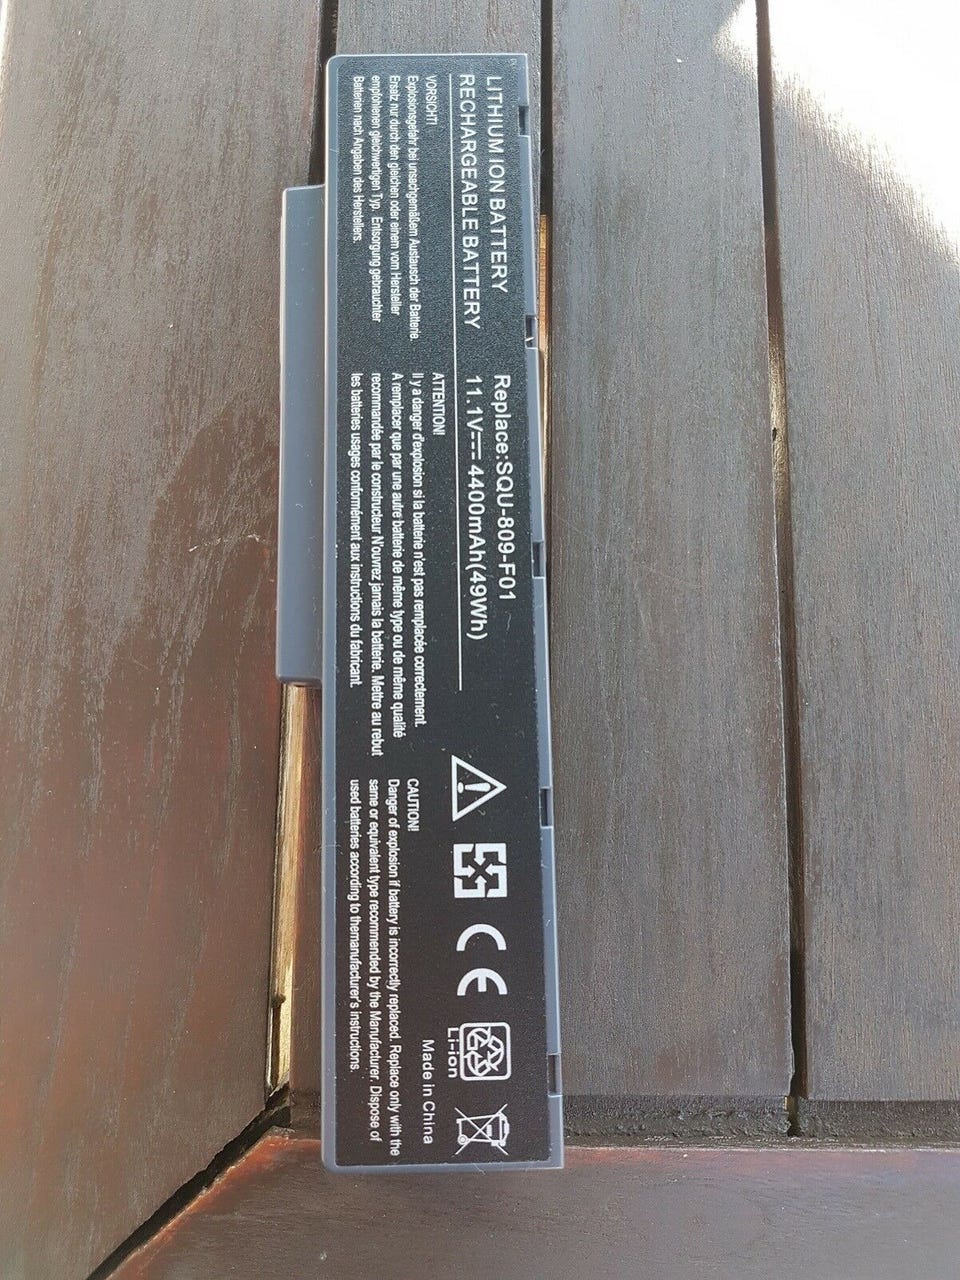 LITHIUM ION BATTERY
RECHARGEABLE BATTERY
Replace:SQU-809-F01
11.1V⎓ 4400mAh(49Wh)
VORSICHT!
Explosionsgefahr bei unsachgemäßem Austausch der Batterie.
Ersatz nur durch den gleichen oder einem vom Hersteller
empfohlenen gleichwertigen Typ. Entsorgung gebrauchter
Batterien nach Angaben des Herstellers.
ATTENTION!
Il y a danger d'explosion si la batterie n'est pas remplacée correctement.
A remplacer que par une autre batterie de même type ou de même qualité
recommandée par le constructeur N'ouvrez jamais la batterie. Mettre au rebut
les batteries usages conformément aux instructions du fabricant.
CE
Li-ion
Made in China
CAUTION!
Danger of explosion if battery is incorrectly replaced. Replace only with the
same or equivalent type recommended by the Manufacturer. Dispose of
used batteries according to themanufacturer's instructions.